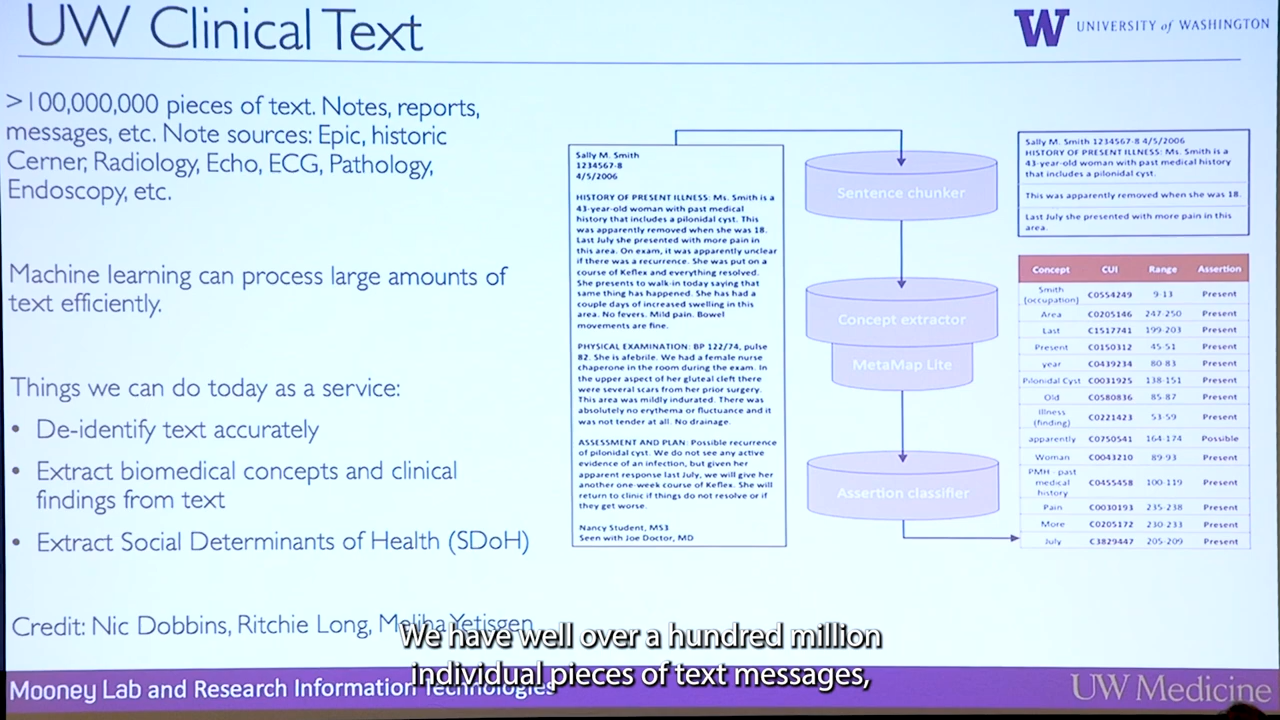 UW Clinical Text
W UNIVERSITY of WASHINGTON
>100,000,000 pieces of text. Notes, reports,
messages, etc. Note sources: Epic, historic
Cerner, Radiology, Echo, ECG, Pathology,
Endoscopy, etc.
Machine learning can process large amounts of
text efficiently.
Things we can do today as a service:
• De-identify text accurately
• Extract biomedical concepts and clinical
findings from text
• Extract Social Determinants of Health (SDoH)
Credit: Nic Dobbins, Ritchie Long, Meliha Yetisgen
Sally M. Smith
1234567-8
4/5/2006
HISTORY OF PRESENT ILLNESS: Ms. Smith is a
43-year-old woman with past medical
history that includes a pilonidal cyst. This
was apparently removed when she was 18.
Last July she presented with more pain in
this area. On exam, it was apparently unclear
if there was a recurrence. She was put on a
course of Keflex and everything resolved.
She presents to walk-in today saying that
same thing has happened. She has had a
couple days of increased swelling in this
area. No fevers. Mild pain. Bowel
movements are fine.
PHYSICAL EXAMINATION: BP 122/74, pulse
82. She is afebrile. We had a female nurse
chaperone in the room during the exam. In
the upper aspect of her gluteal cleft there
were several scars from her prior surgery.
This area was mildly indurated. There was
absolutely no erythema or fluctuance and it
was not tender at all. No drainage.
ASSESSMENT AND PLAN: Possible recurrence
of pilonidal cyst. We do not see any active
evidence of an infection, but given her
apparent response last July, we will give her
another one-week course of Keflex. She will
return to clinic if things do not resolve or if
they get worse.
Nancy Student, MS3
Seen with Joe Doctor, MD
Sentence chunker
Concept extractor
MetaMap Lite
Assertion classifier
Sally M. Smith 1234567-8 4/5/2006
HISTORY OF PRESENT ILLNESS: Ms. Smith is a
43-year-old woman with past medical history
that includes a pilonidal cyst.
This was apparently removed when she was 18.
Last July she presented with more pain in this
area.
Concept CUI Range Assertion
Smith
(occupation) C0554249 9-13 Present
Area C0205146 247-250 Present
Last C1517741 199-203 Present
Present C0150312 45-51 Present
year C0439234 80-83 Present
Pilonidal Cyst C0031925 138-151 Present
Old C0580836 85-87 Present
Illness
(finding) C0221423 53-59 Present
apparently C0750541 164-174 Possible
Woman C0043210 89-93 Present
PMH - past
medical
history C0455458 100-119 Present
Pain C0030193 235-238 Present
More C0205172 230-233 Present
July C3829447 205-209 Present
We have well over a hundred million
individual pieces of text messages,
Mooney Lab and Research Information Technologies
UW Medicine